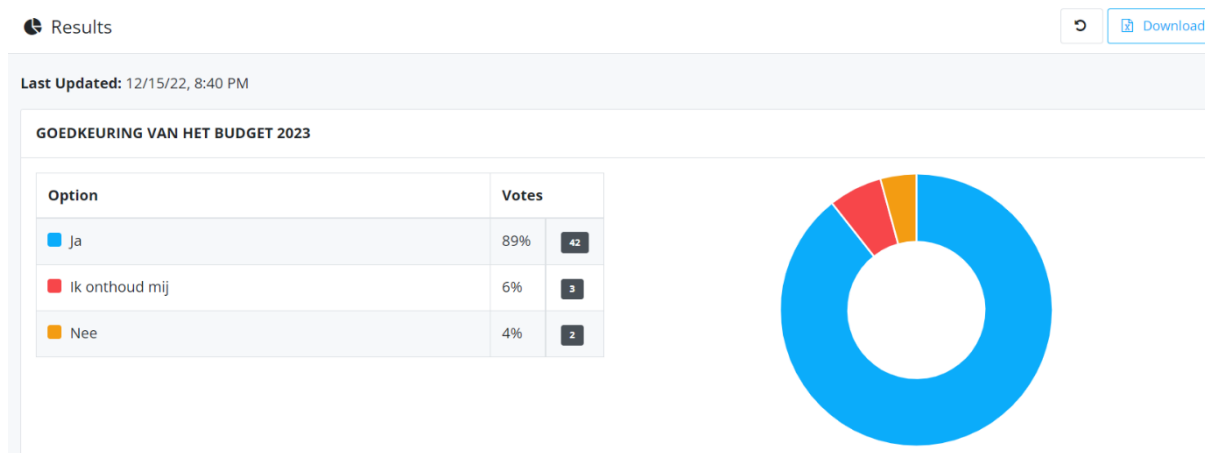 Results
Download
Last Updated: 12/15/22, 8:40 PM
GOEDKEURING VAN HET BUDGET 2023
Option Votes
Ja 89% 42
Ik onthoud mij 6% 3
Nee 4% 2